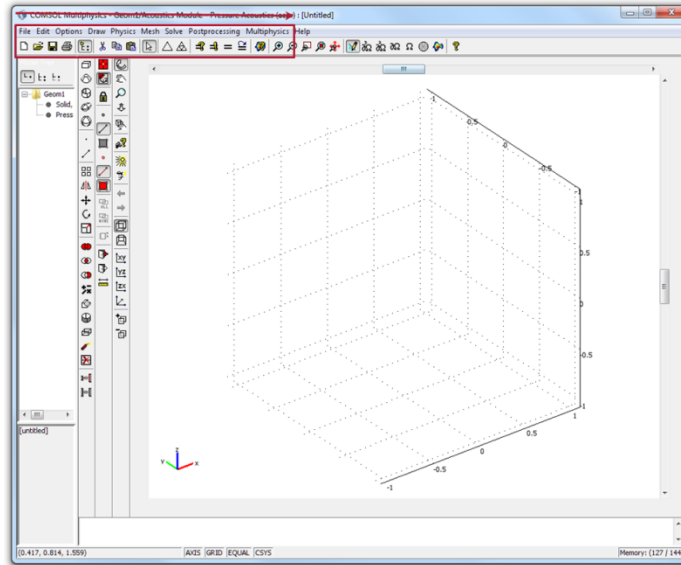 COMSOL Multiphysics - Geom1/Acoustics Module - Pressure Acoustics (acpr) : [Untitled]
File Edit Options Draw Physics Mesh Solve Postprocessing Multiphysics Help
Geom1
Solid,
Press
[untitled]
-1
-0.5
0
-0.5
-1
1
0.5
0
-0.5
-1
1
0.5
0
-0.5
-1
z
y
x
XY
YZ
ZX
(0.417, 0.814, 1.559)
AXIS GRID EQUAL CSYS
Memory: (127 / 144